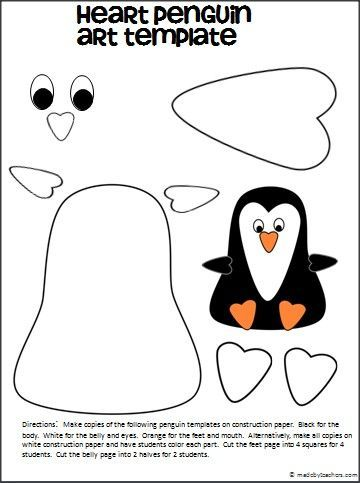 Heart Penguin
art template
Directions: Make copies of the following penguin templates on construction paper. Black for the
body. White for the belly and eyes. Orange for the feet and mouth. Alternatively, make all copies on
white construction paper and have students color each part. Cut the feet page into 4 squares for 4
students. Cut the belly page into 2 halves for 2 students.
© madebyteachers.com